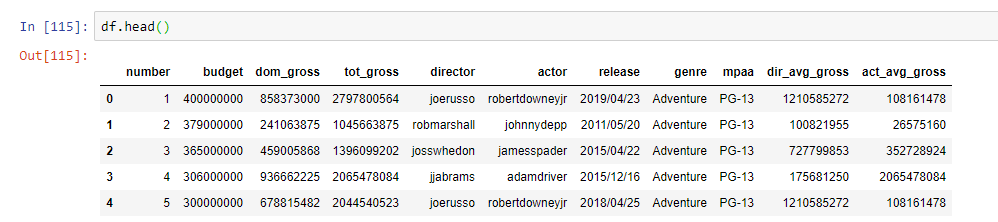 In [115]: df.head()
Out[115]:
number budget dom_gross tot_gross director actor release genre mpaa dir_avg_gross act_avg_gross
0 1 400000000 858373000 2797800564 joerusso robertdowneyjr 2019/04/23 Adventure PG-13 1210585272 108161478
1 2 379000000 241063875 1045663875 robmarshall johnnydepp 2011/05/20 Adventure PG-13 100821955 26575160
2 3 365000000 459005868 1396099202 josswhedon jamesspader 2015/04/22 Adventure PG-13 727799853 352728924
3 4 306000000 936662225 2065478084 jjabrams adamdriver 2015/12/16 Adventure PG-13 175681250 2065478084
4 5 300000000 678815482 2044540523 joerusso robertdowneyjr 2018/04/25 Adventure PG-13 1210585272 108161478